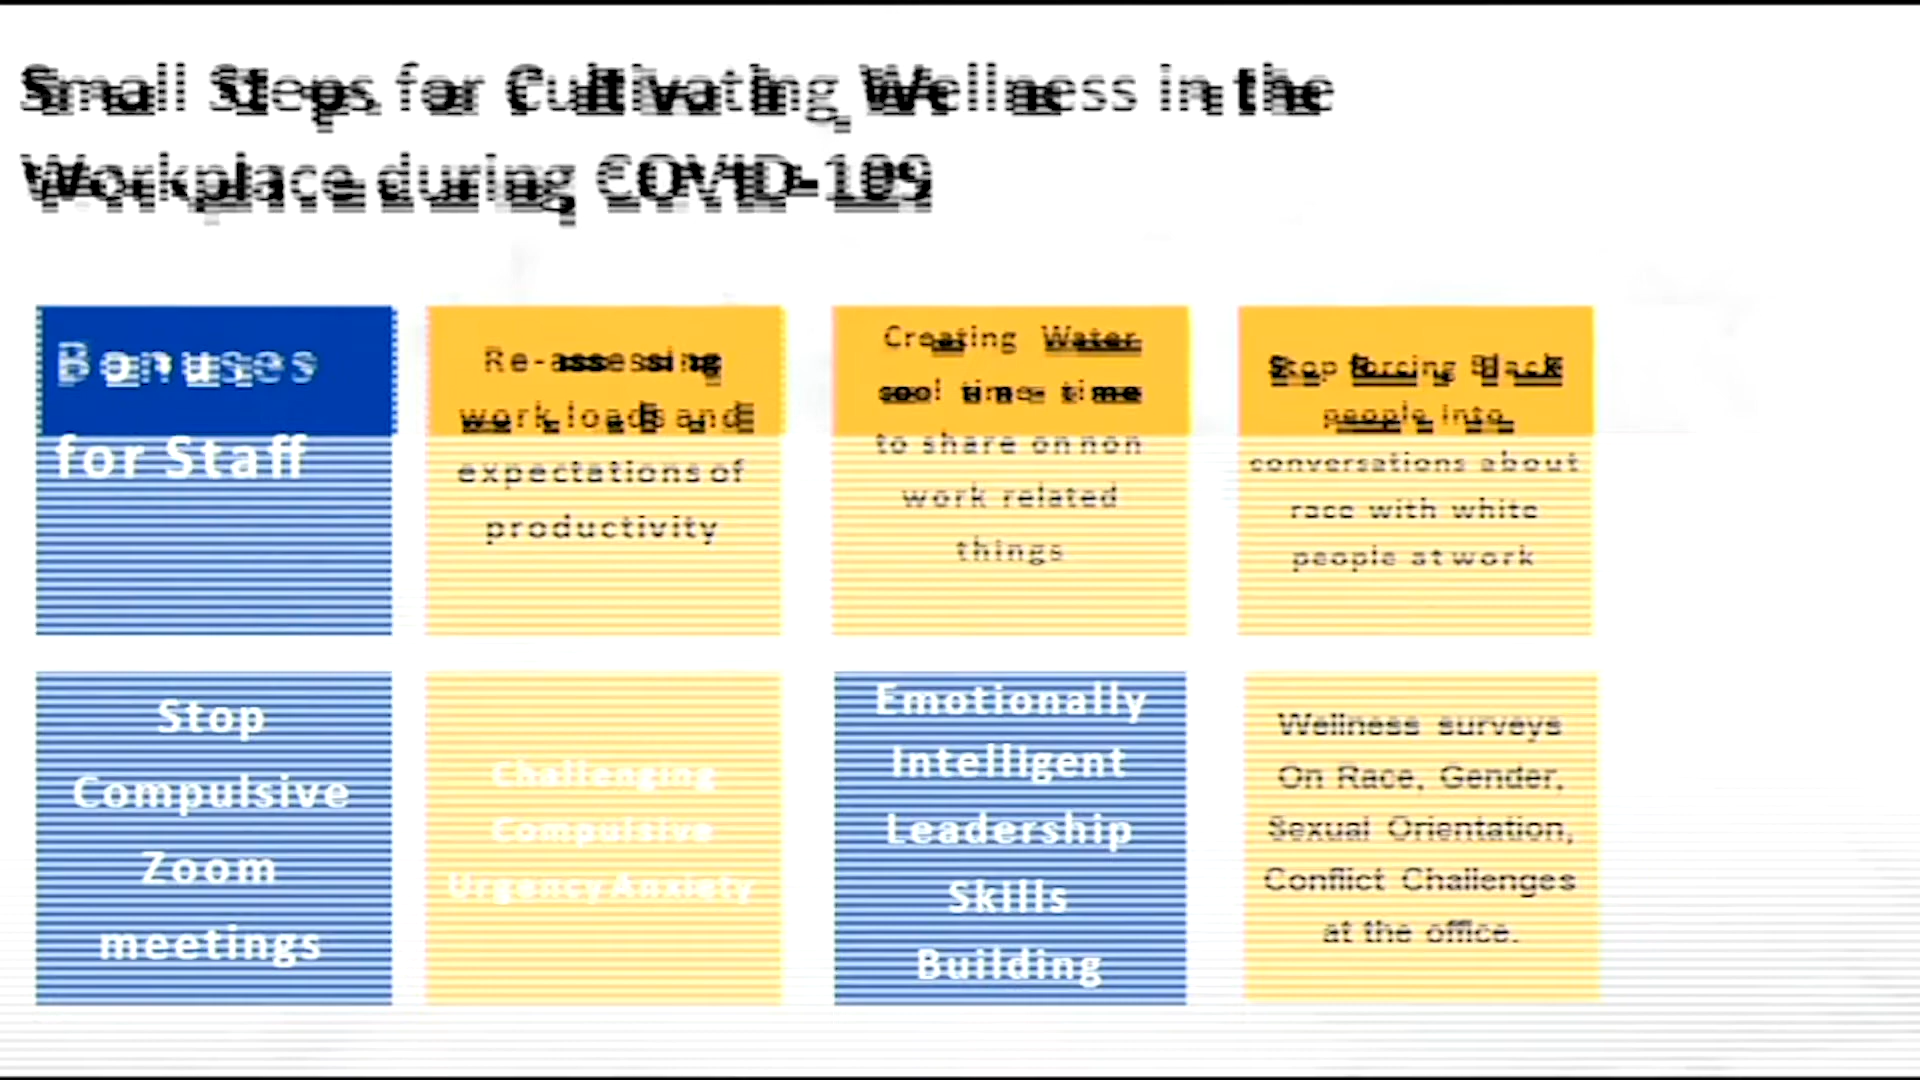 Small Steps for Cultivating Wellness in the
Workplace during COVID-19
Bonuses
for Staff
Re-assessing
work loads and
expectations of
productivity
Creating Water
cool time - time
to share on non
work related
things
Stop forcing Black
people into
conversations about
race with white
people at work
Stop
Compulsive
Zoom
meetings
Challenging
Compulsive
Urgency Anxiety
Emotionally
Intelligent
Leadership
Skills
Building
Wellness surveys
On Race, Gender,
Sexual Orientation,
Conflict Challenges
at the office.